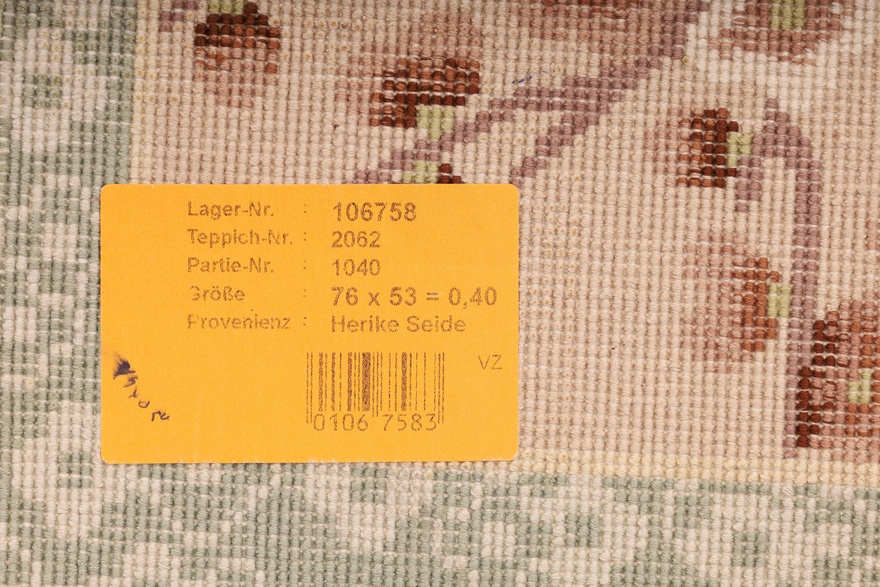 Lager-Nr. : 106758
Teppich-Nr. : 2062
Partie-Nr. : 1040
Größe : 76 x 53 = 0,40
Provenienz : Herike Seide
VZ
0106 7583